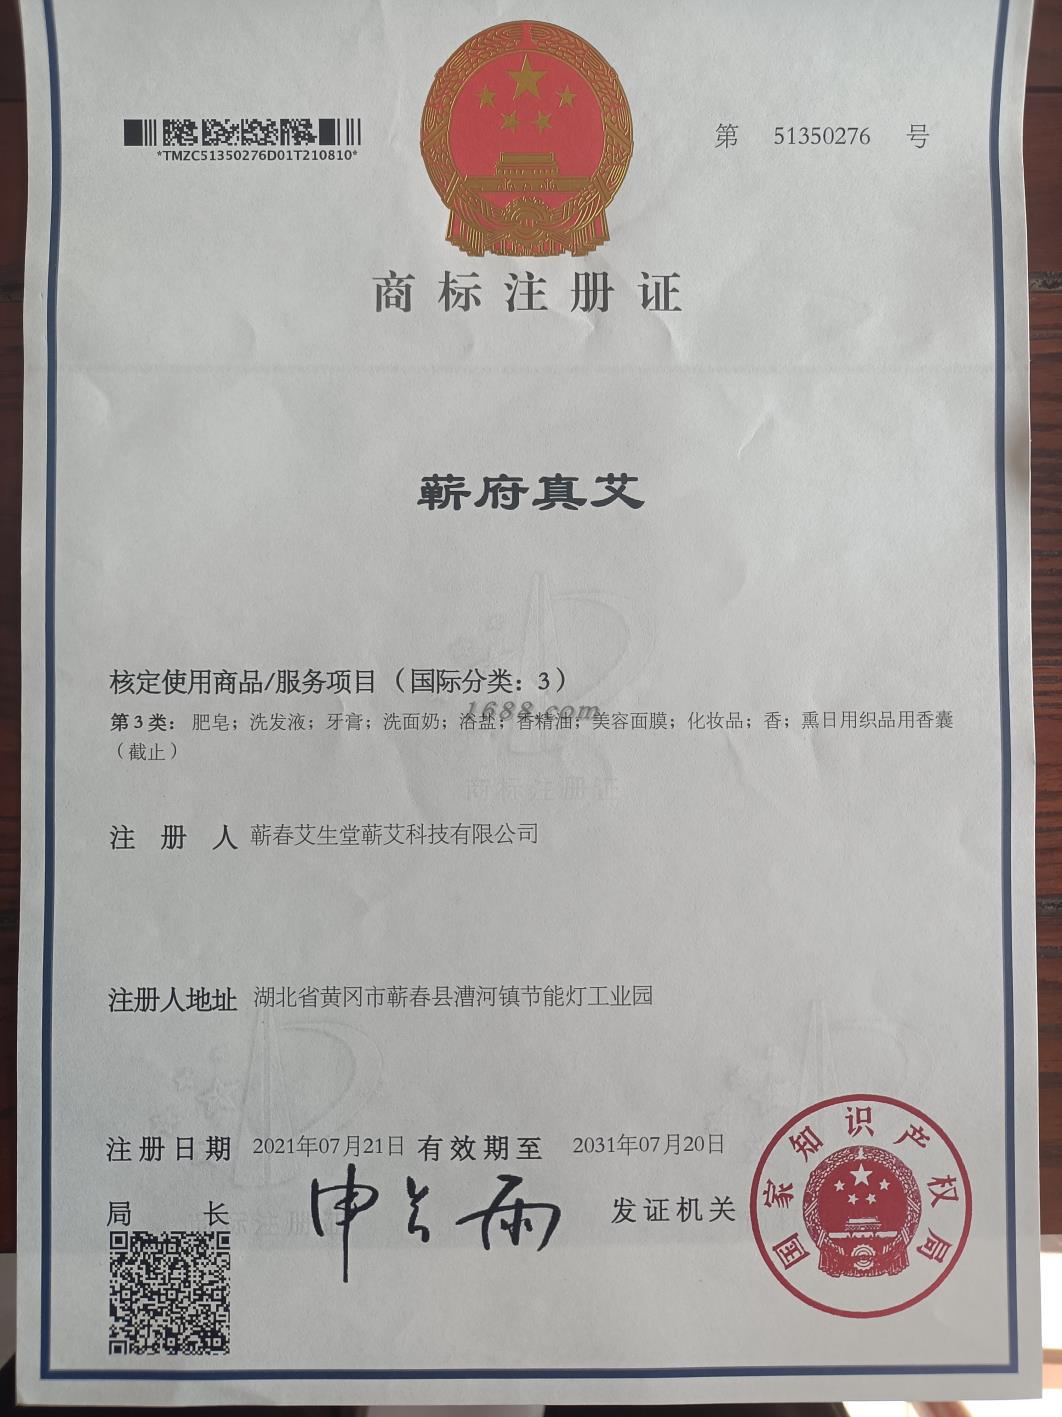 *TMZC51350276D01T210810*
第 51350276 号
商标注册证
蕲府真艾
核定使用商品/服务项目（国际分类：3）
1688.com
第3类：肥皂；洗发液；牙膏；洗面奶；浴盐；香精油；美容面膜；化妆品；香；熏日用织品用香囊
（截止）
商标注册证
注册人 蕲春艾生堂蕲艾科技有限公司
注册人地址 湖北省黄冈市蕲春县漕河镇节能灯工业园
注册日期 2021年07月21日 有效期至 2031年07月20日
局长 申长雨 发证机关
商标注册证
国家知识产权局